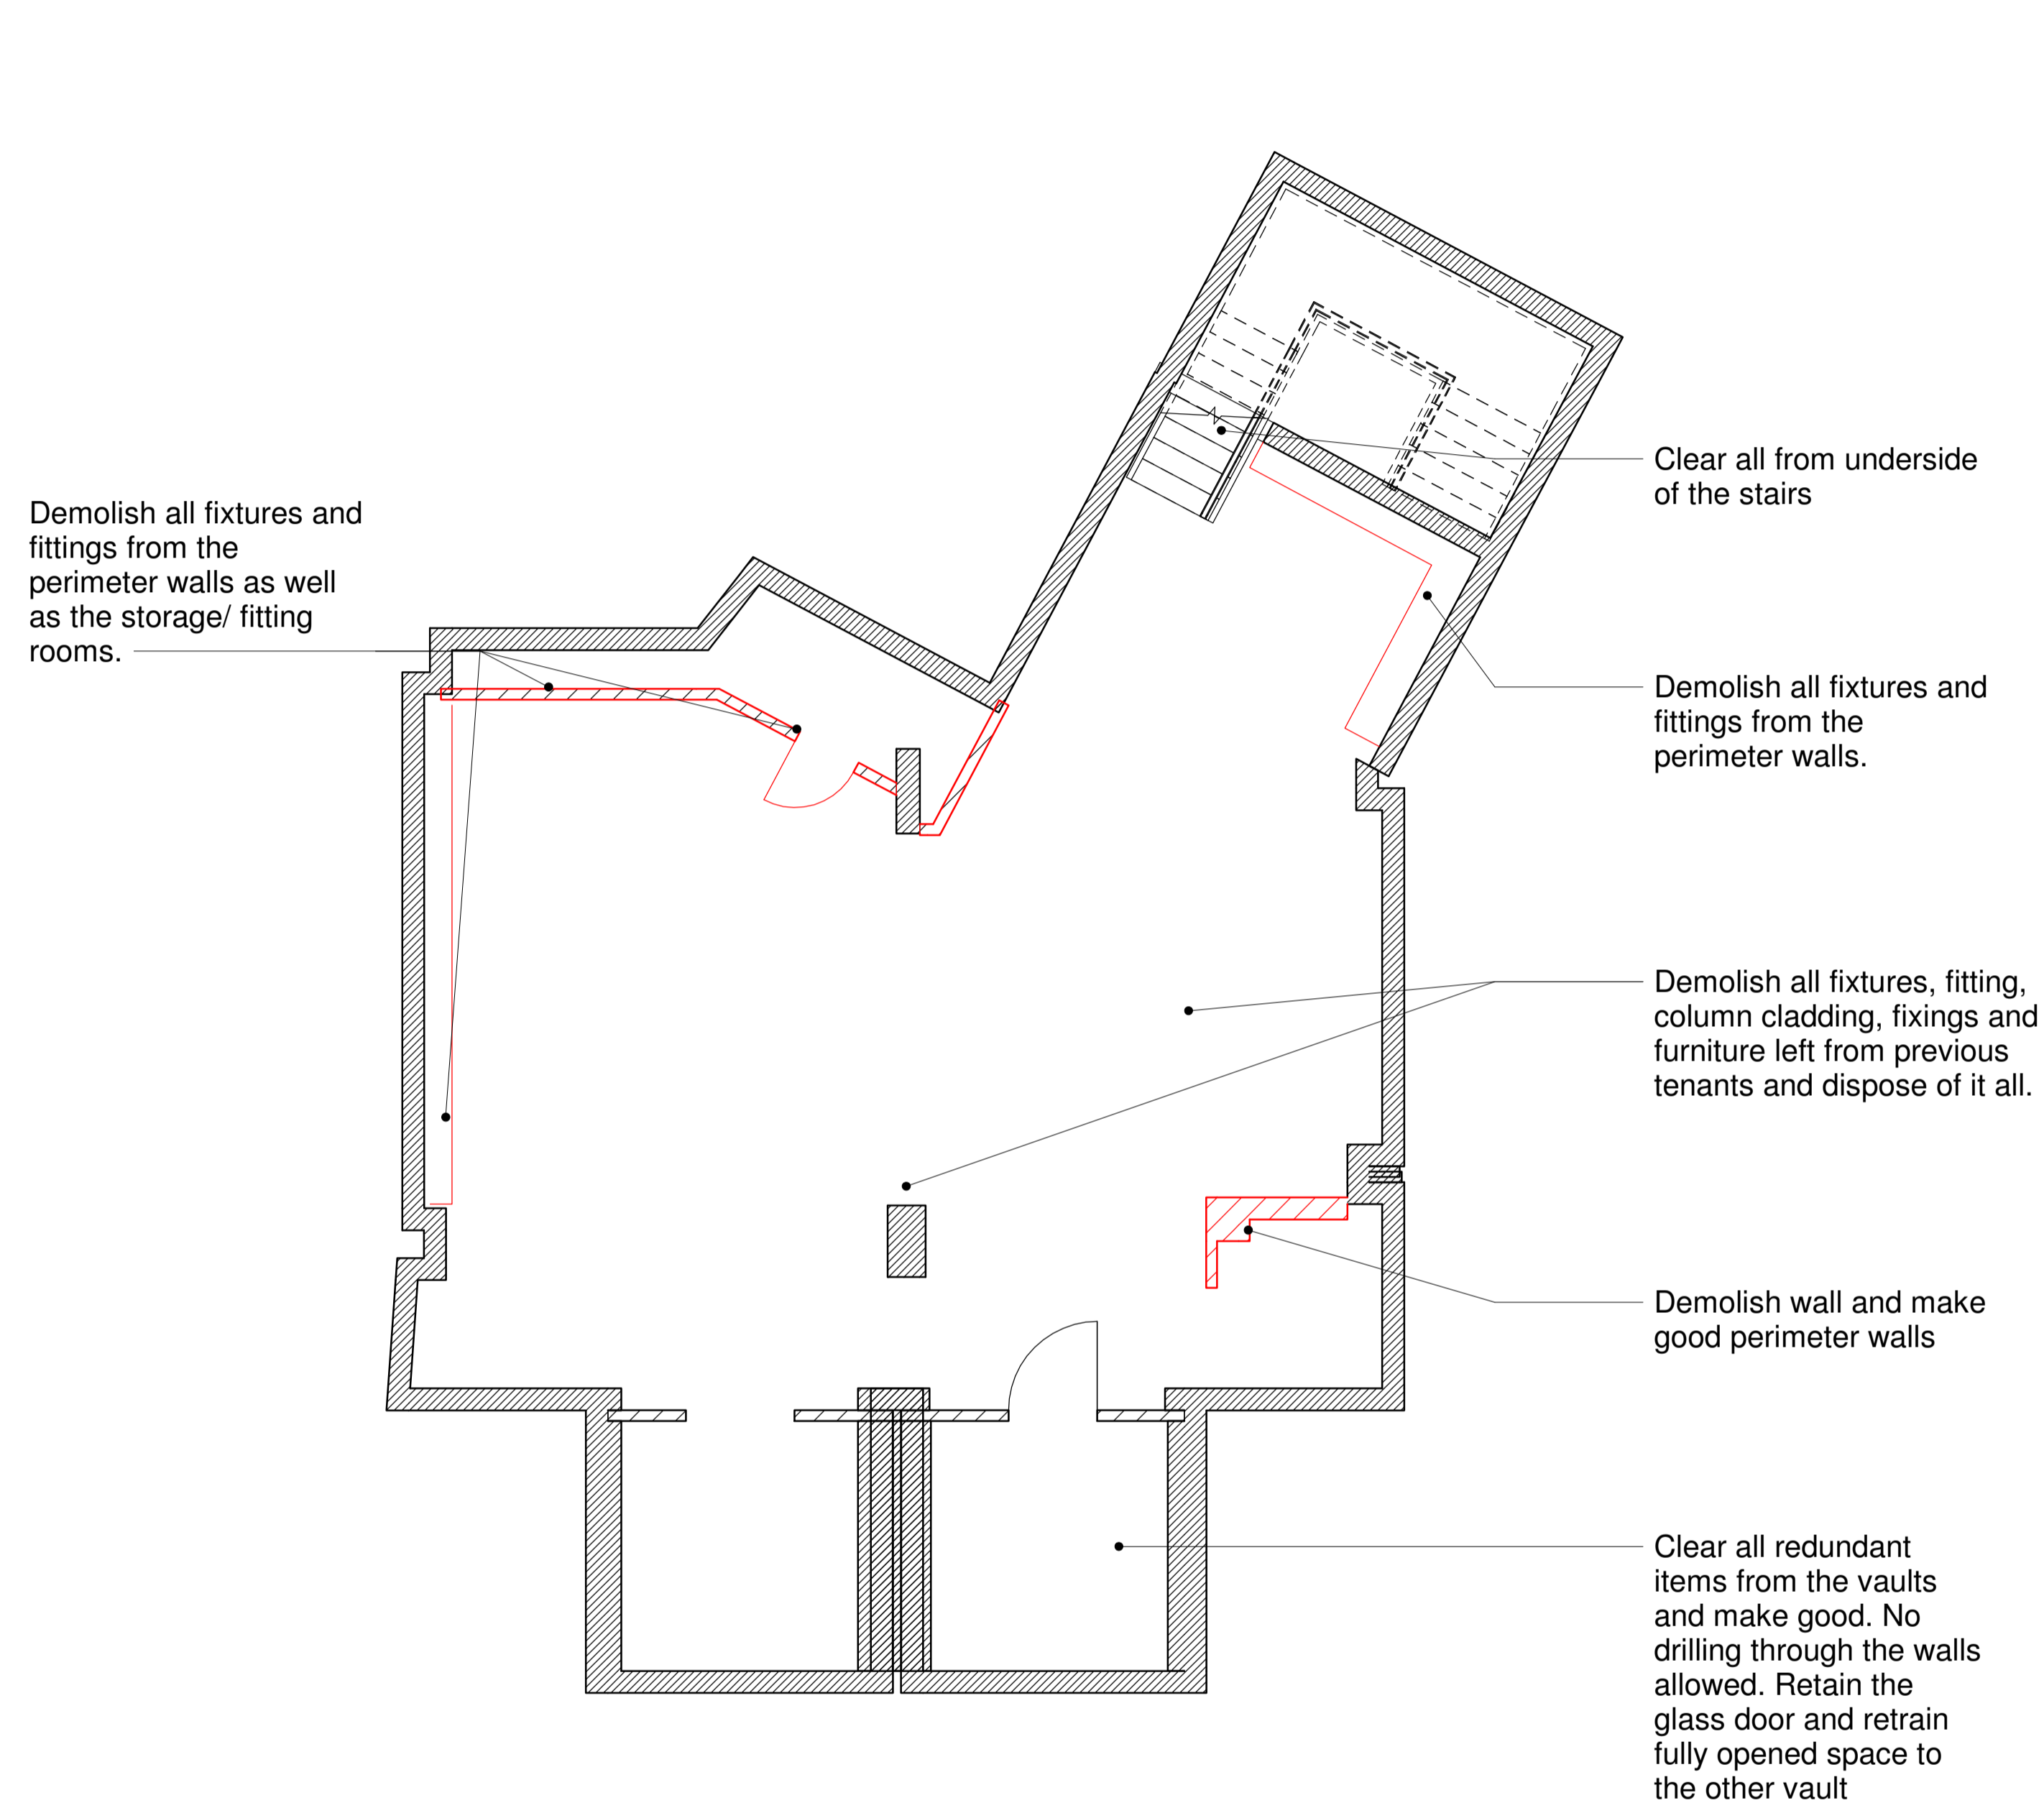 Clear all from underside
of the stairs
Demolish all fixtures and
fittings from the
perimeter walls as well
as the storage/ fitting
rooms.
Demolish all fixtures and
fittings from the
perimeter walls.
Demolish all fixtures, fitting,
column cladding, fixings and
furniture left from previous
tenants and dispose of it all.
Demolish wall and make
good perimeter walls
Clear all redundant
items from the vaults
and make good. No
drilling through the walls
allowed. Retain the
glass door and retrain
fully opened space to
the other vault